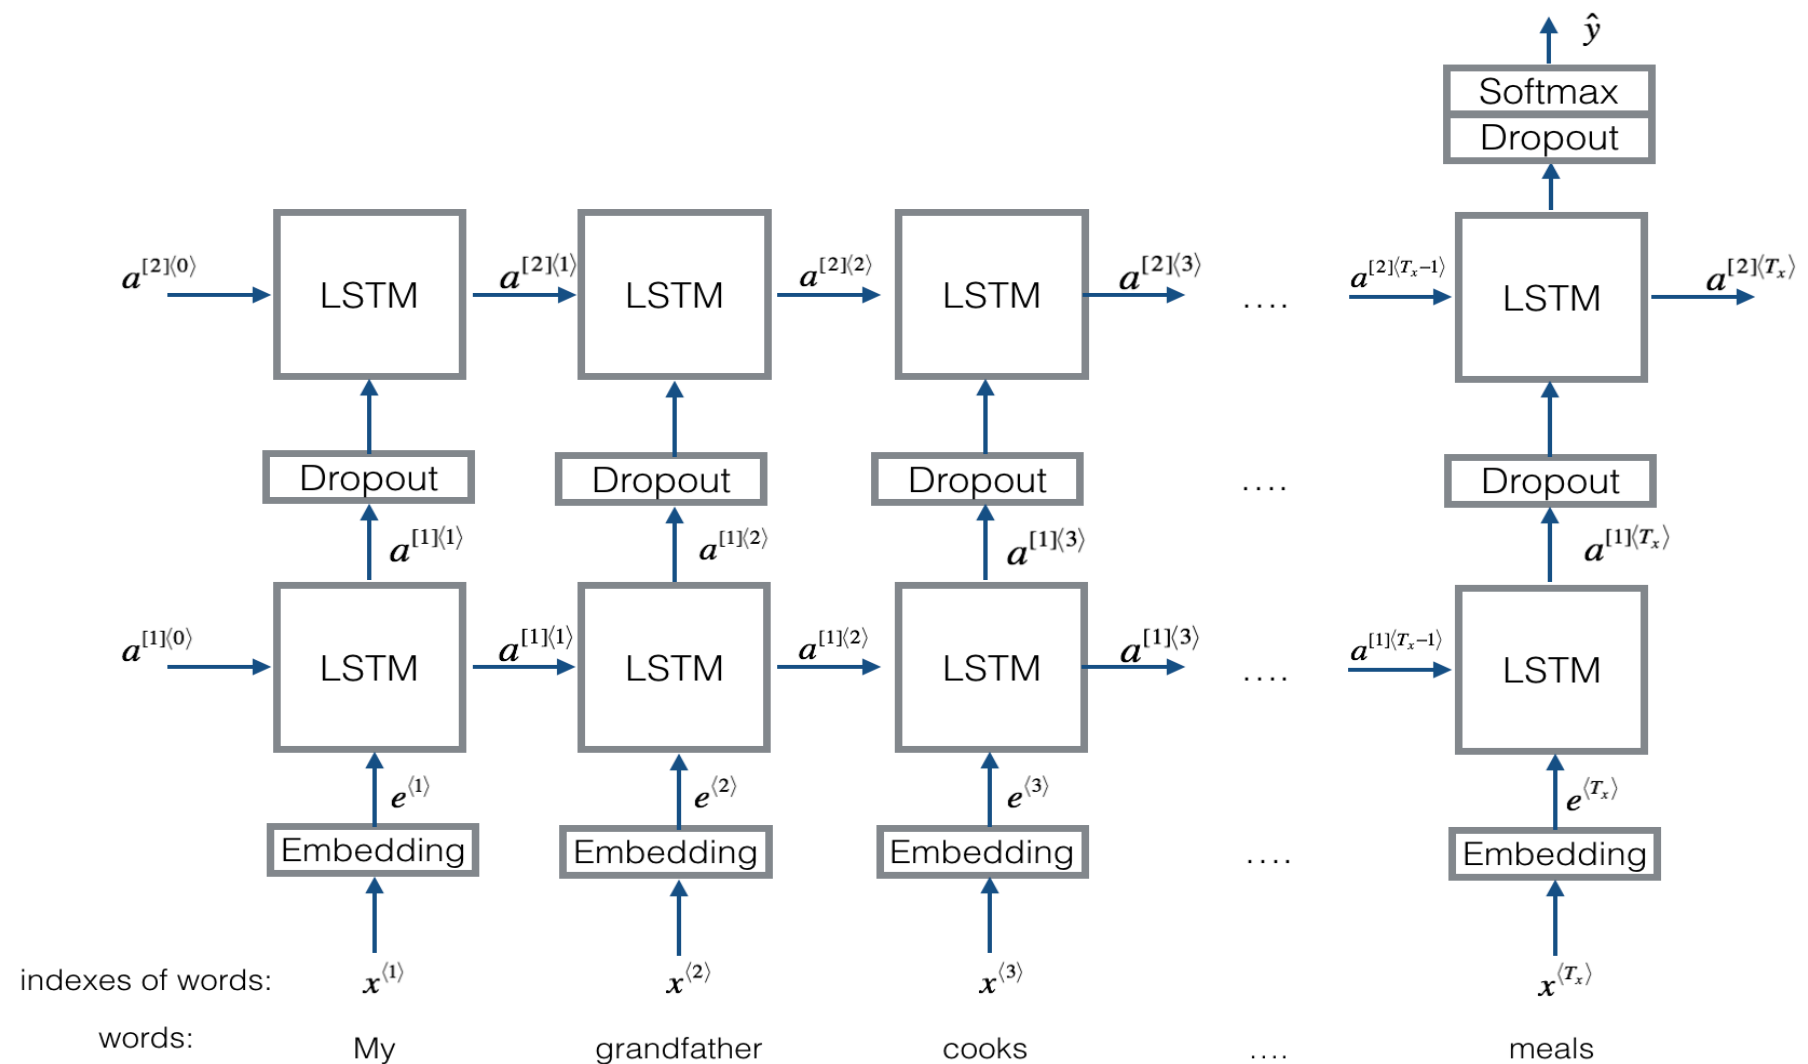 ŷ
Softmax
Dropout
a^[2]⟨0⟩ LSTM a^[2]⟨1⟩ LSTM a^[2]⟨2⟩ LSTM a^[2]⟨3⟩ .... a^[2]⟨T_x−1⟩ LSTM a^[2]⟨T_x⟩
Dropout Dropout Dropout .... Dropout
a^[1]⟨1⟩ a^[1]⟨2⟩ a^[1]⟨3⟩ a^[1]⟨T_x⟩
a^[1]⟨0⟩ LSTM a^[1]⟨1⟩ LSTM a^[1]⟨2⟩ LSTM a^[1]⟨3⟩ .... a^[1]⟨T_x−1⟩ LSTM
e^⟨1⟩ e^⟨2⟩ e^⟨3⟩ e^⟨T_x⟩
Embedding Embedding Embedding .... Embedding
indexes of words: x^⟨1⟩ x^⟨2⟩ x^⟨3⟩ x^⟨T_x⟩
words: My grandfather cooks .... meals